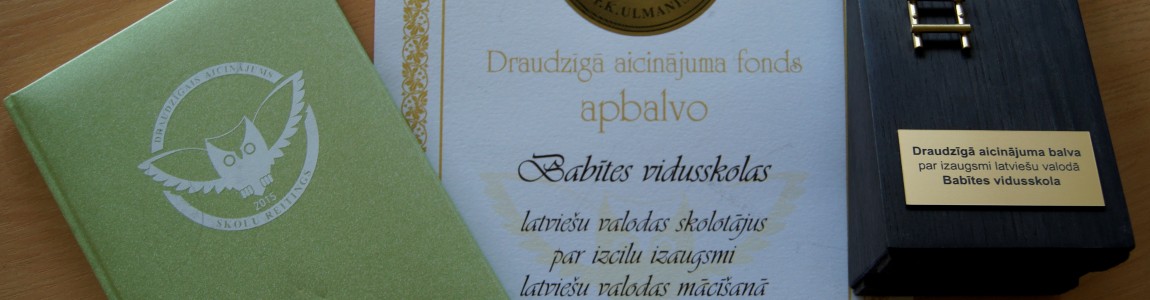 DRAUDZĪGAIS AICINĀJUMS
2015
SKOLU REITINGS
K.ULMANIS
Draudzīgā aicinājuma fonds
apbalvo
Babītes vidusskolas
latviešu valodas skolotājus
par izcilu izaugsmi
latviešu valodas mācīšanā
Draudzīgā aicinājuma balva
par izaugsmi latviešu valodā
Babītes vidusskola